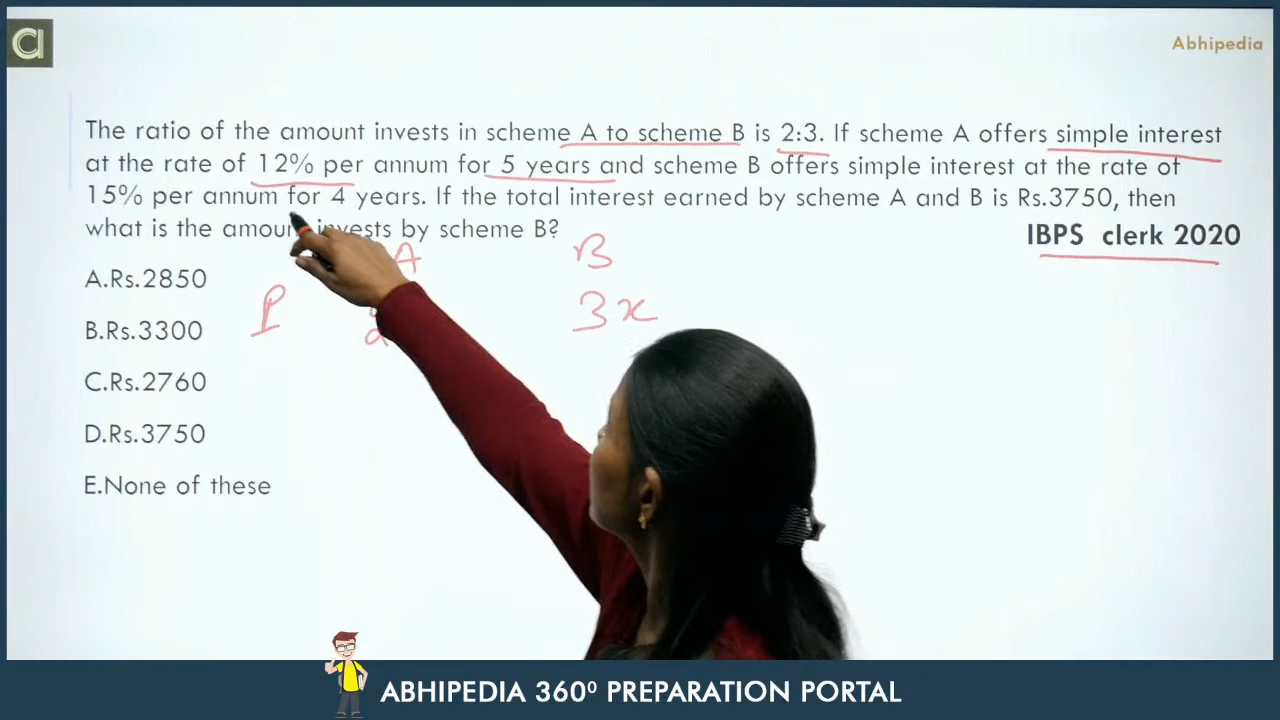 Abhipedia
The ratio of the amount invests in scheme A to scheme B is 2:3. If scheme A offers simple interest
at the rate of 12% per annum for 5 years and scheme B offers simple interest at the rate of
15% per annum for 4 years. If the total interest earned by scheme A and B is Rs.3750, then
what is the amount invests by scheme B?
IBPS clerk 2020
A B
A.Rs.2850
P 3x
B.Rs.3300
C.Rs.2760
D.Rs.3750
E.None of these
ABHIPEDIA 360⁰ PREPARATION PORTAL